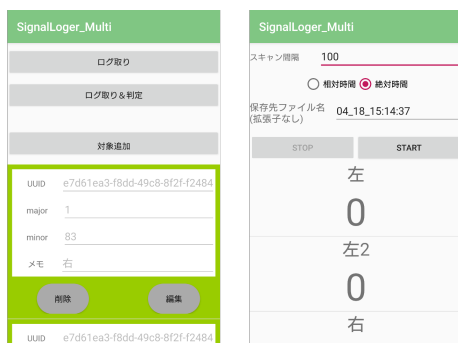 SignalLoger_Multi
ログ取り
ログ取り＆判定
対象追加
UUID e7d61ea3-f8dd-49c8-8f2f-f2484
major 1
minor 83
メモ 右
削除 編集
UUID e7d61ea3-f8dd-49c8-8f2f-f2484
SignalLoger_Multi
スキャン間隔 100
相対時間 絶対時間
保存先ファイル名 04_18_15:14:37
(拡張子なし)
STOP START
左
0
左2
0
右